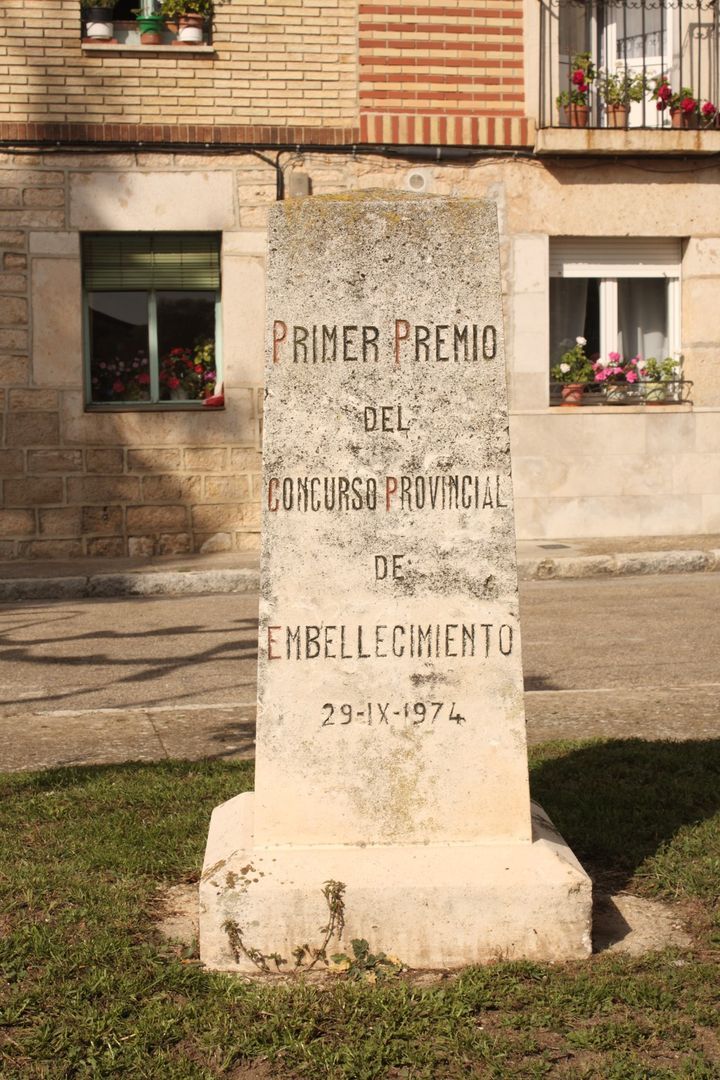 PRIMER PREMIO
DEL
CONCURSO PROVINCIAL
DE
EMBELLECIMIENTO
29-IX-1974